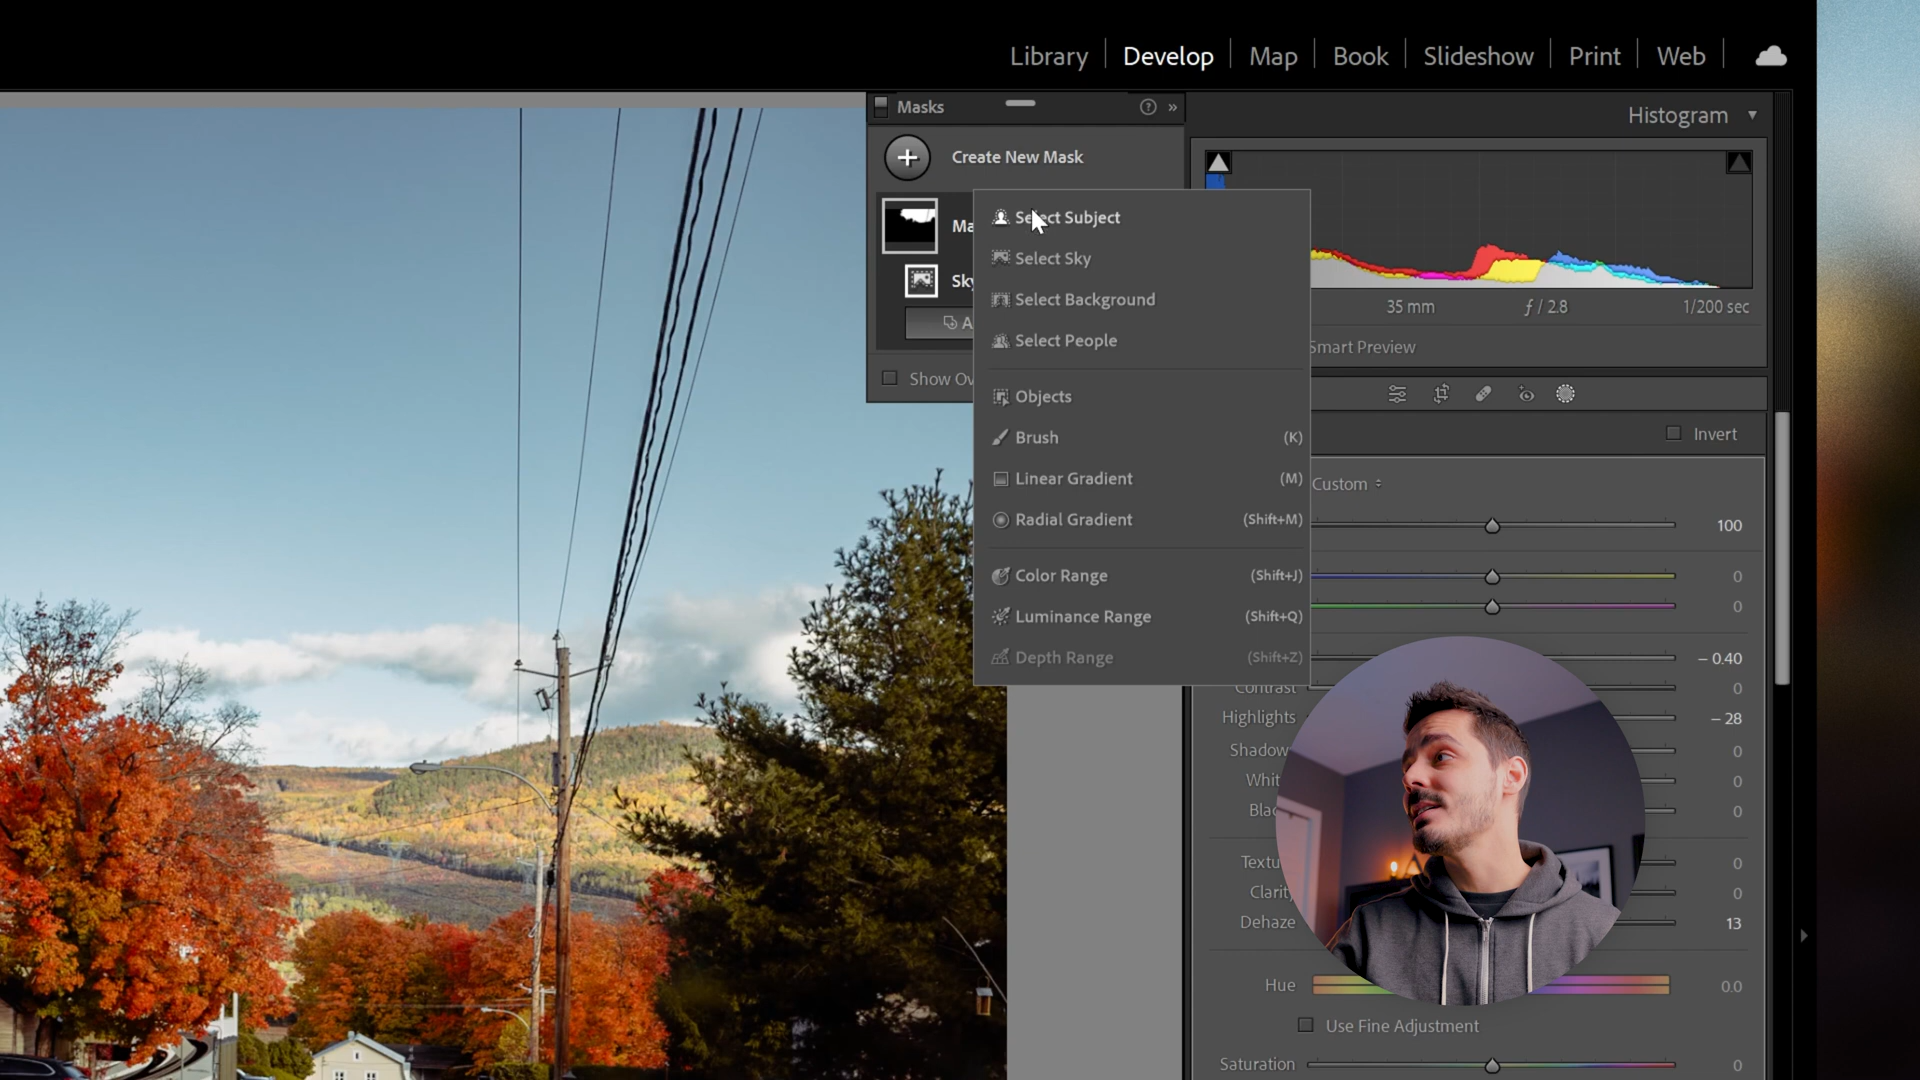 Library Develop Map Book Slideshow Print Web
Masks
Histogram
Create New Mask
Ma
Sky
A
Show Ov
Select Subject
Select Sky
Select Background
Select People
Objects
Brush (K)
Linear Gradient (M)
Radial Gradient (Shift+M)
Color Range (Shift+J)
Luminance Range (Shift+Q)
Depth Range (Shift+Z)
35 mm ƒ / 2.8 1/200 sec
Smart Preview
Invert
Custom
100
0
0
– 0.40
Contrast 0
Highlights – 28
Shadow 0
Whit 0
Blac 0
Textu 0
Clarit 0
Dehaze 13
Hue 0.0
Use Fine Adjustment
Saturation 0